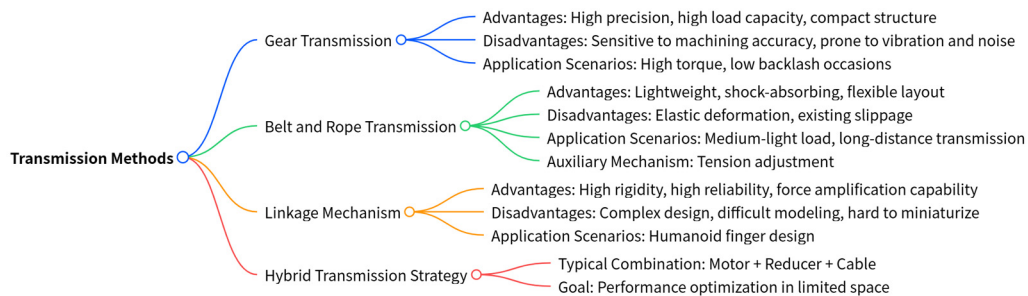 Transmission Methods
Gear Transmission
Advantages: High precision, high load capacity, compact structure
Disadvantages: Sensitive to machining accuracy, prone to vibration and noise
Application Scenarios: High torque, low backlash occasions
Belt and Rope Transmission
Advantages: Lightweight, shock-absorbing, flexible layout
Disadvantages: Elastic deformation, existing slippage
Application Scenarios: Medium-light load, long-distance transmission
Auxiliary Mechanism: Tension adjustment
Linkage Mechanism
Advantages: High rigidity, high reliability, force amplification capability
Disadvantages: Complex design, difficult modeling, hard to miniaturize
Application Scenarios: Humanoid finger design
Hybrid Transmission Strategy
Typical Combination: Motor + Reducer + Cable
Goal: Performance optimization in limited space